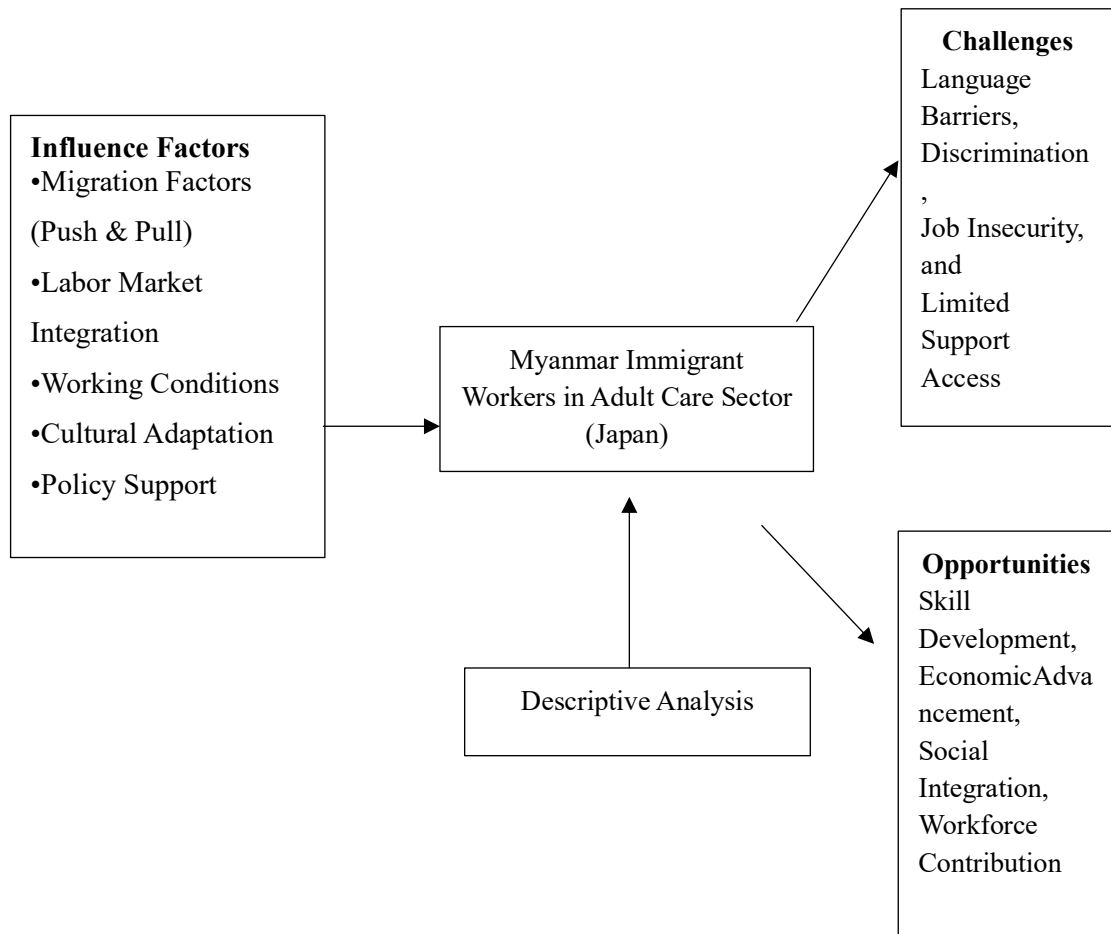 Influence Factors
•Migration Factors
(Push & Pull)
•Labor Market
Integration
•Working Conditions
•Cultural Adaptation
•Policy Support
Myanmar Immigrant
Workers in Adult Care Sector
(Japan)
Descriptive Analysis
Challenges
Language
Barriers,
Discrimination
,
Job Insecurity,
and
Limited
Support
Access
Opportunities
Skill
Development,
EconomicAdva
ncement,
Social
Integration,
Workforce
Contribution